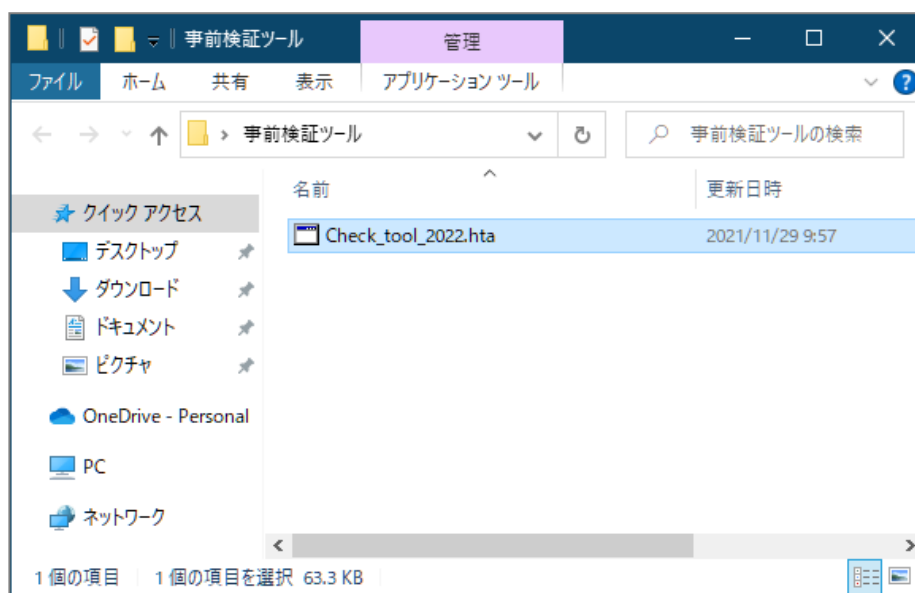 事前検証ツール 管理
ファイル ホーム 共有 表示 アプリケーション ツール ?
事前検証ツール 事前検証ツールの検索
名前 更新日時
クイック アクセス
Check_tool_2022.hta 2021/11/29 9:57
デスクトップ
ダウンロード
ドキュメント
ピクチャ
OneDrive - Personal
PC
ネットワーク
1 個の項目 1 個の項目を選択 63.3 KB